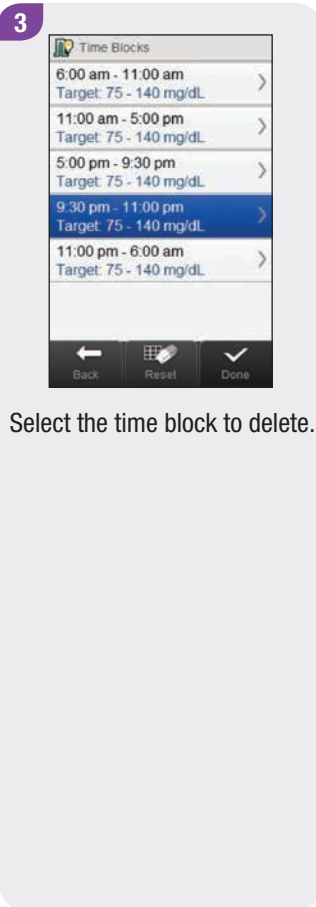 3
Time Blocks
6:00 am - 11:00 am
Target: 75 - 140 mg/dL
11:00 am - 5:00 pm
Target: 75 - 140 mg/dL
5:00 pm - 9:30 pm
Target: 75 - 140 mg/dL
9:30 pm - 11:00 pm
Target: 75 - 140 mg/dL
11:00 pm - 6:00 am
Target: 75 - 140 mg/dL
Back Reset Done
Select the time block to delete.